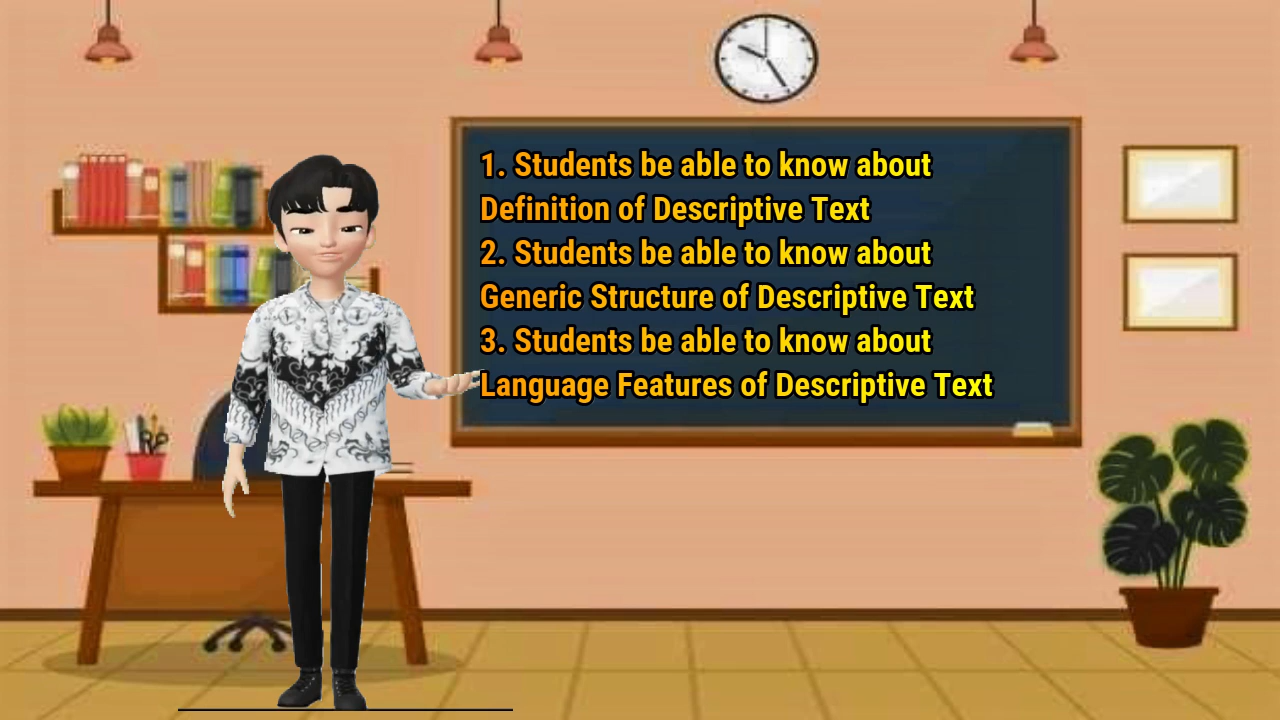 1. Students be able to know about
Definition of Descriptive Text
2. Students be able to know about
Generic Structure of Descriptive Text
3. Students be able to know about
Language Features of Descriptive Text